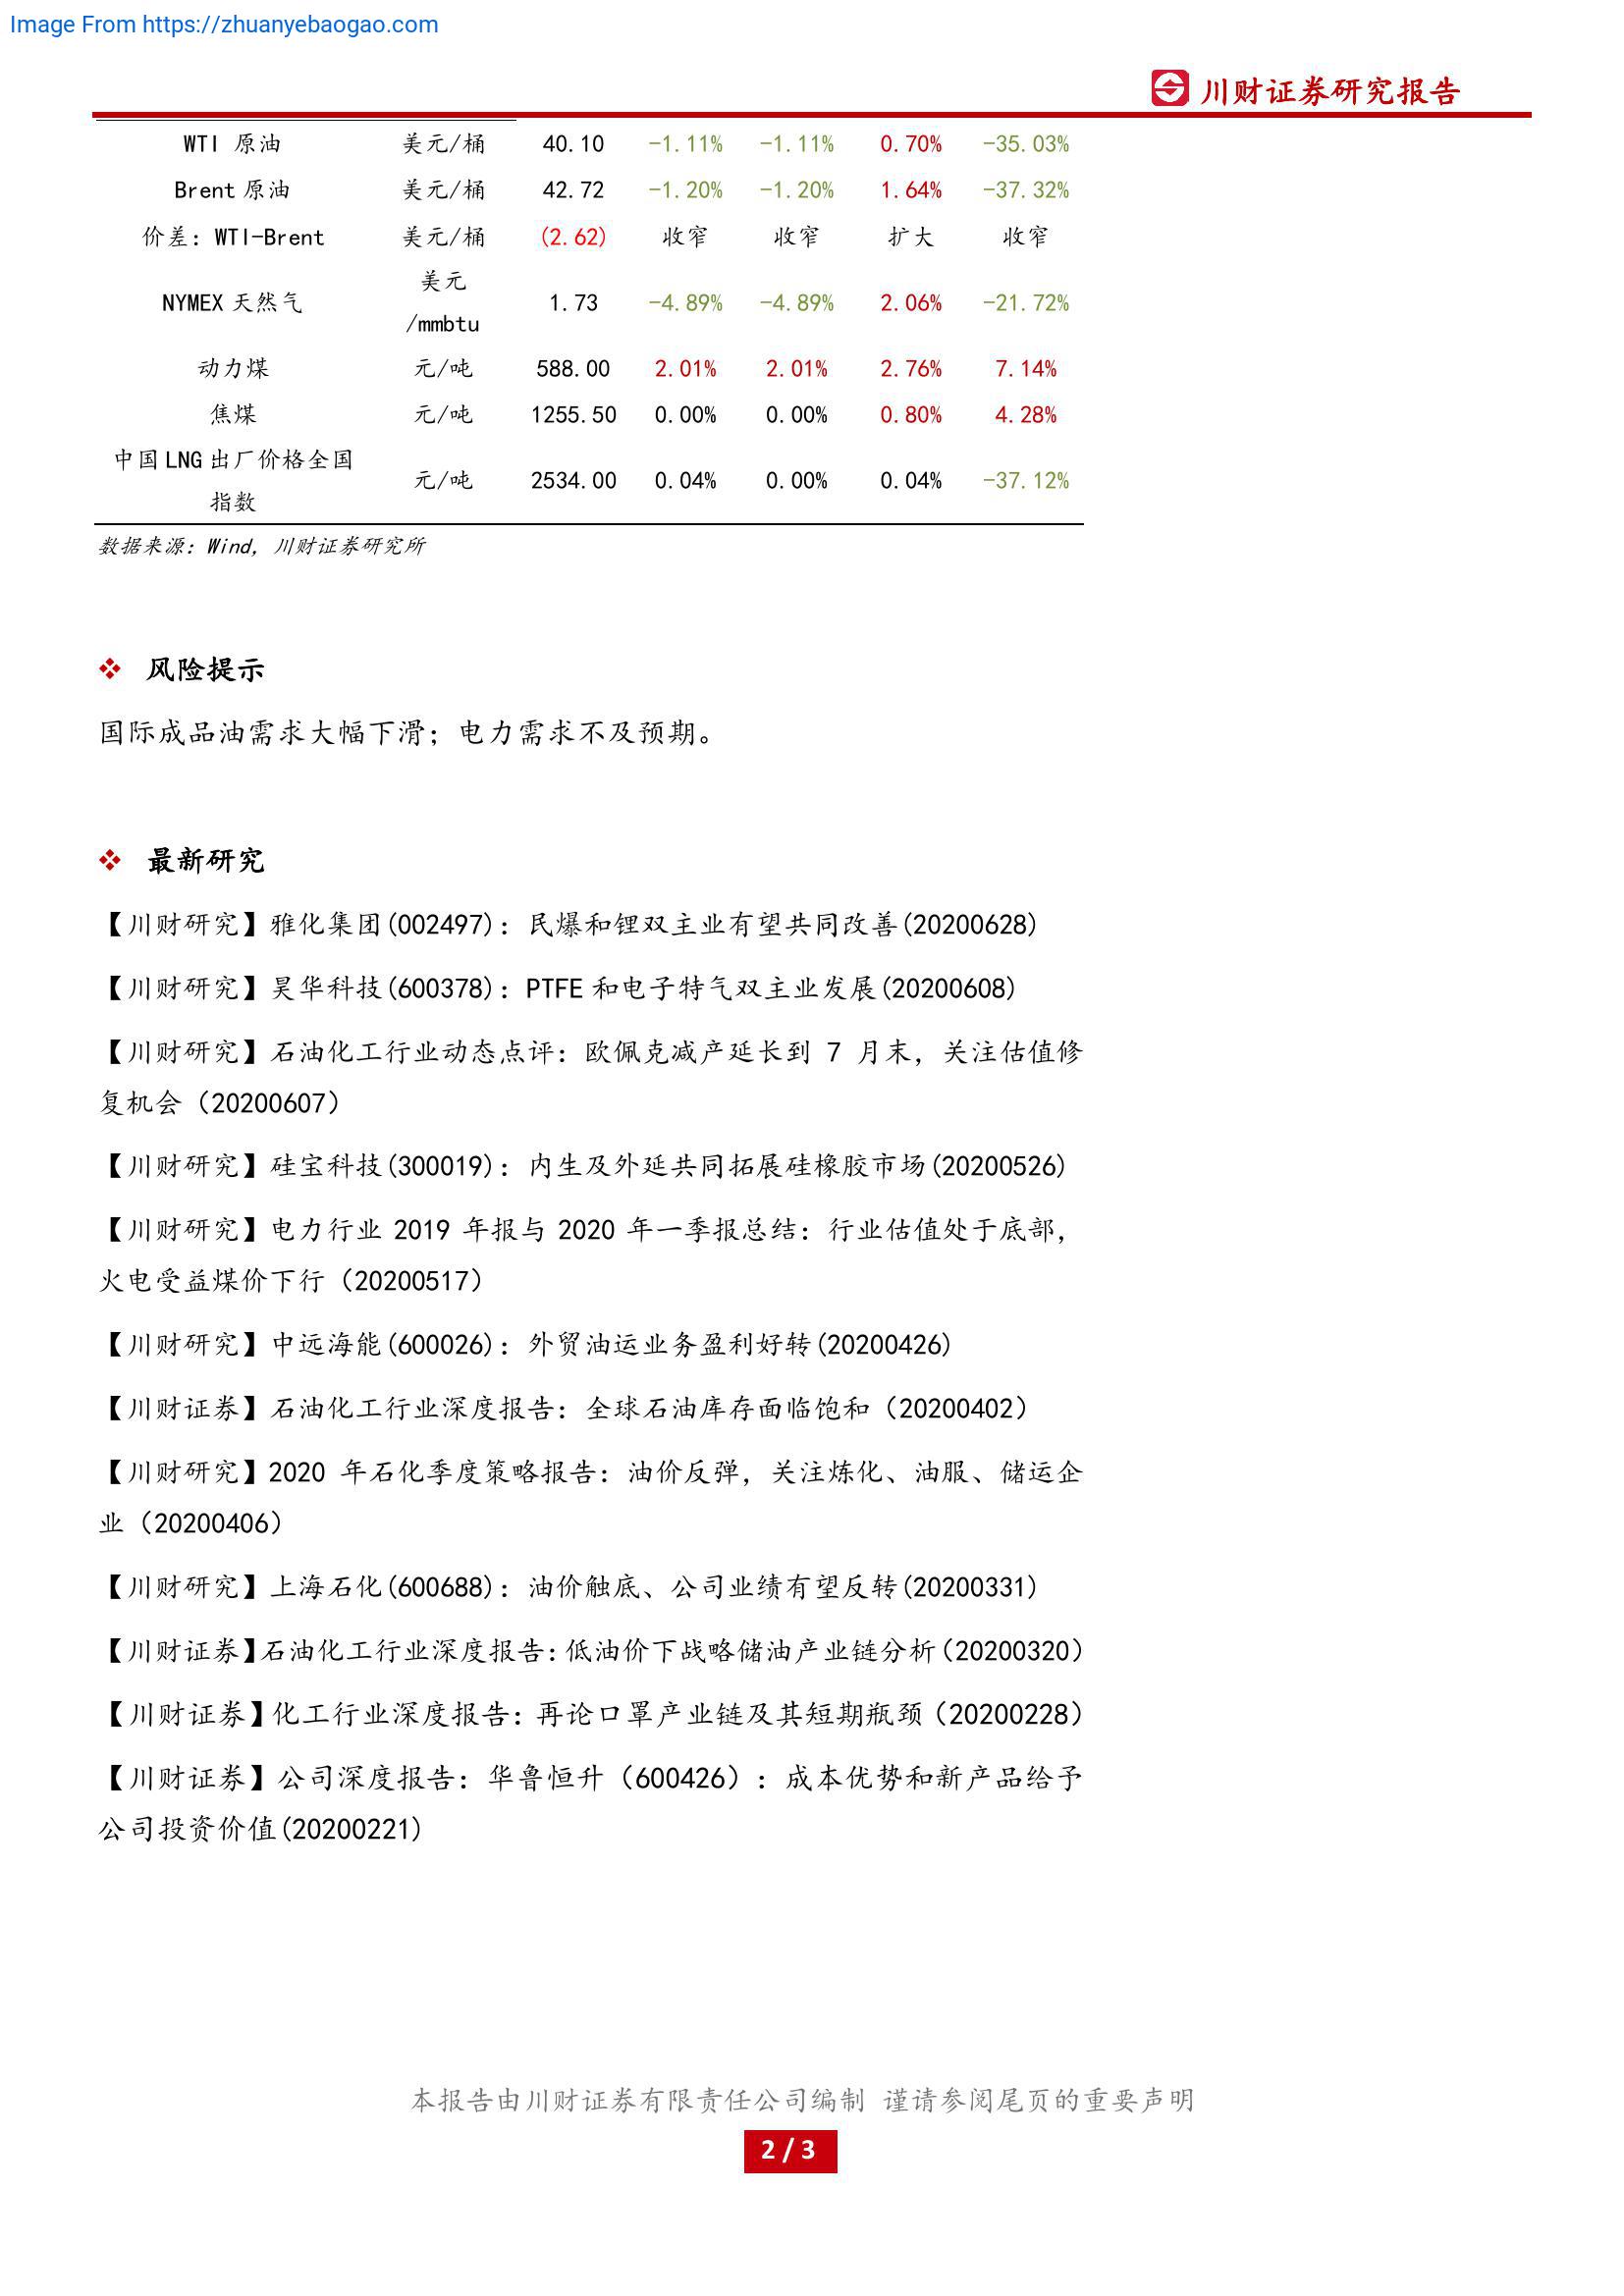 Image From https://zhuanyebaogao.com
川财证券研究报告
WTI 原油 美元/桶 40.10 -1.11% -1.11% 0.70% -35.03%
Brent 原油 美元/桶 42.72 -1.20% -1.20% 1.64% -37.32%
价差：WTI-Brent 美元/桶 (2.62) 收窄 收窄 扩大 收窄
NYMEX 天然气 美元
/mmbtu 1.73 -4.89% -4.89% 2.06% -21.72%
动力煤 元/吨 588.00 2.01% 2.01% 2.76% 7.14%
焦煤 元/吨 1255.50 0.00% 0.00% 0.80% 4.28%
中国 LNG 出厂价格全国
指数 元/吨 2534.00 0.04% 0.00% 0.04% -37.12%
数据来源：Wind，川财证券研究所
风险提示
国际成品油需求大幅下滑；电力需求不及预期。
最新研究
【川财研究】雅化集团(002497)：民爆和锂双主业有望共同改善(20200628)
【川财研究】昊华科技(600378)：PTFE 和电子特气双主业发展(20200608)
【川财研究】石油化工行业动态点评：欧佩克减产延长到 7 月末，关注估值修
复机会（20200607）
【川财研究】硅宝科技(300019)：内生及外延共同拓展硅橡胶市场(20200526)
【川财研究】电力行业 2019 年报与 2020 年一季报总结：行业估值处于底部，
火电受益煤价下行（20200517）
【川财研究】中远海能(600026)：外贸油运业务盈利好转(20200426)
【川财证券】石油化工行业深度报告：全球石油库存面临饱和（20200402）
【川财研究】2020 年石化季度策略报告：油价反弹，关注炼化、油服、储运企
业（20200406）
【川财研究】上海石化(600688)：油价触底、公司业绩有望反转(20200331)
【川财证券】石油化工行业深度报告：低油价下战略储油产业链分析（20200320）
【川财证券】化工行业深度报告：再论口罩产业链及其短期瓶颈（20200228）
【川财证券】公司深度报告：华鲁恒升（600426）：成本优势和新产品给予
公司投资价值(20200221)
本报告由川财证券有限责任公司编制 谨请参阅尾页的重要声明
2 / 3